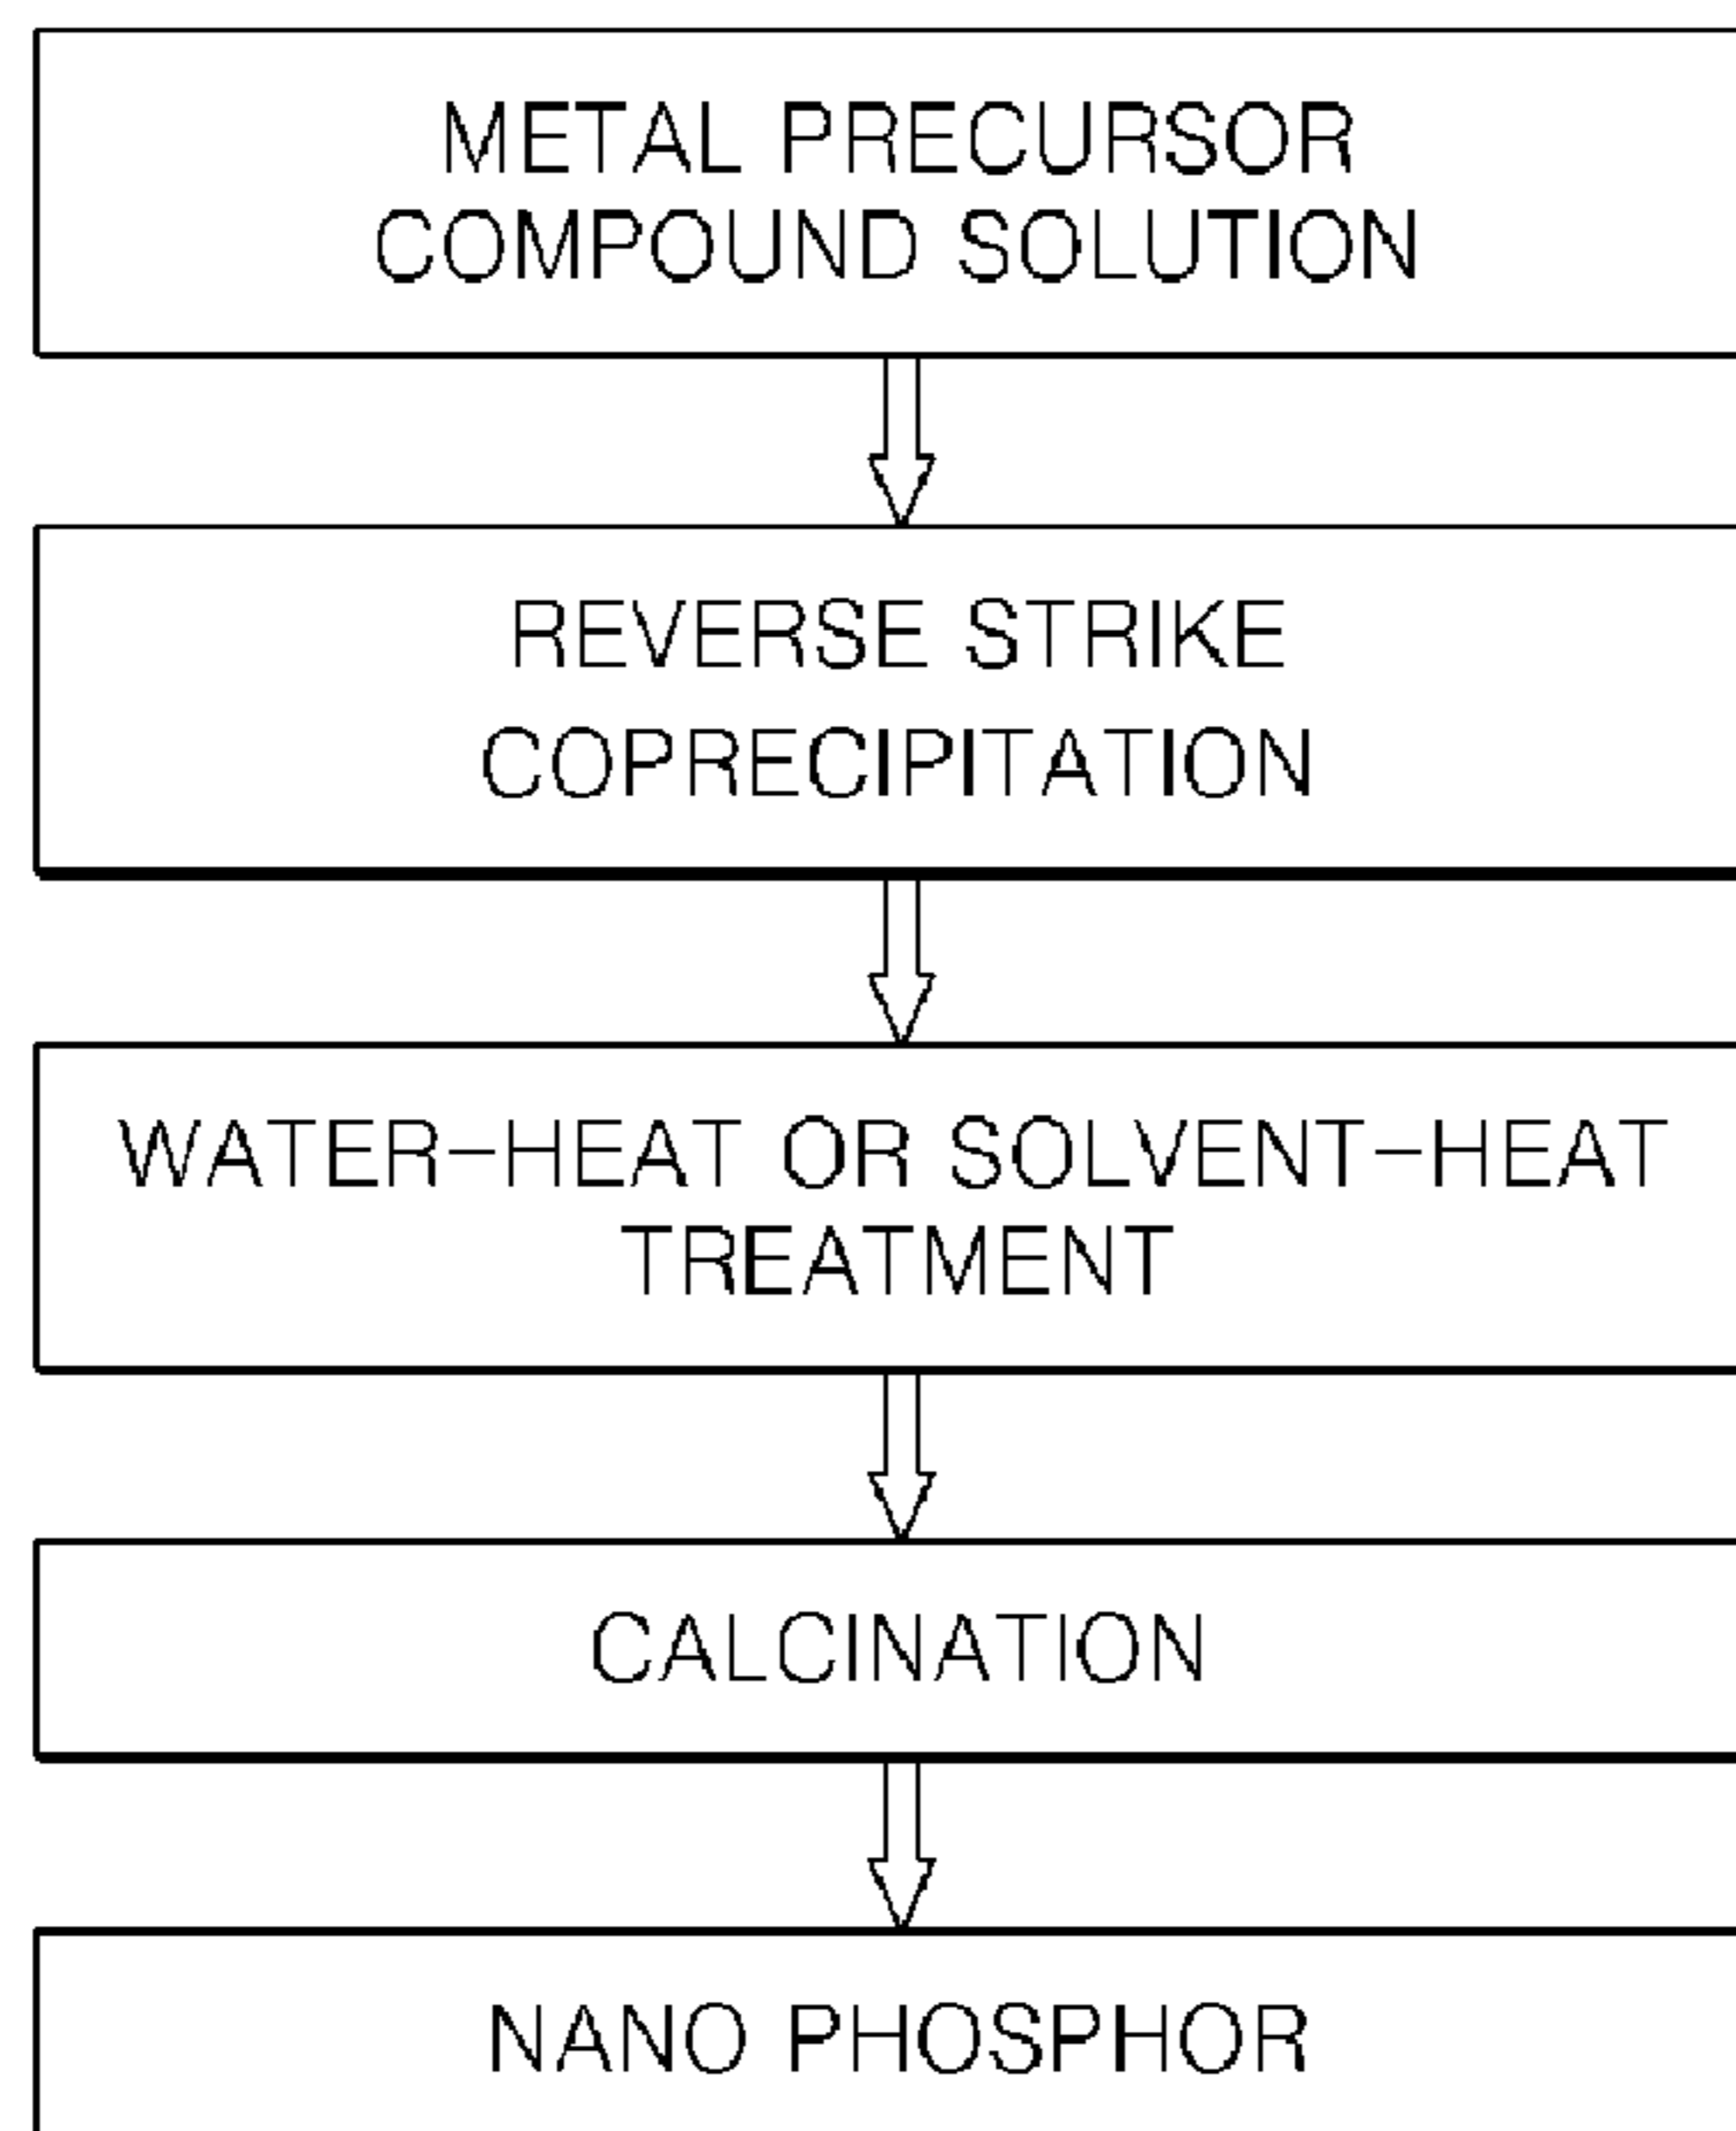 METAL PRECURSOR
COMPOUND SOLUTION
REVERSE STRIKE
COPRECIPITATION
WATER-HEAT OR SOLVENT-HEAT
TREATMENT
CALCINATION
NANO PHOSPHOR